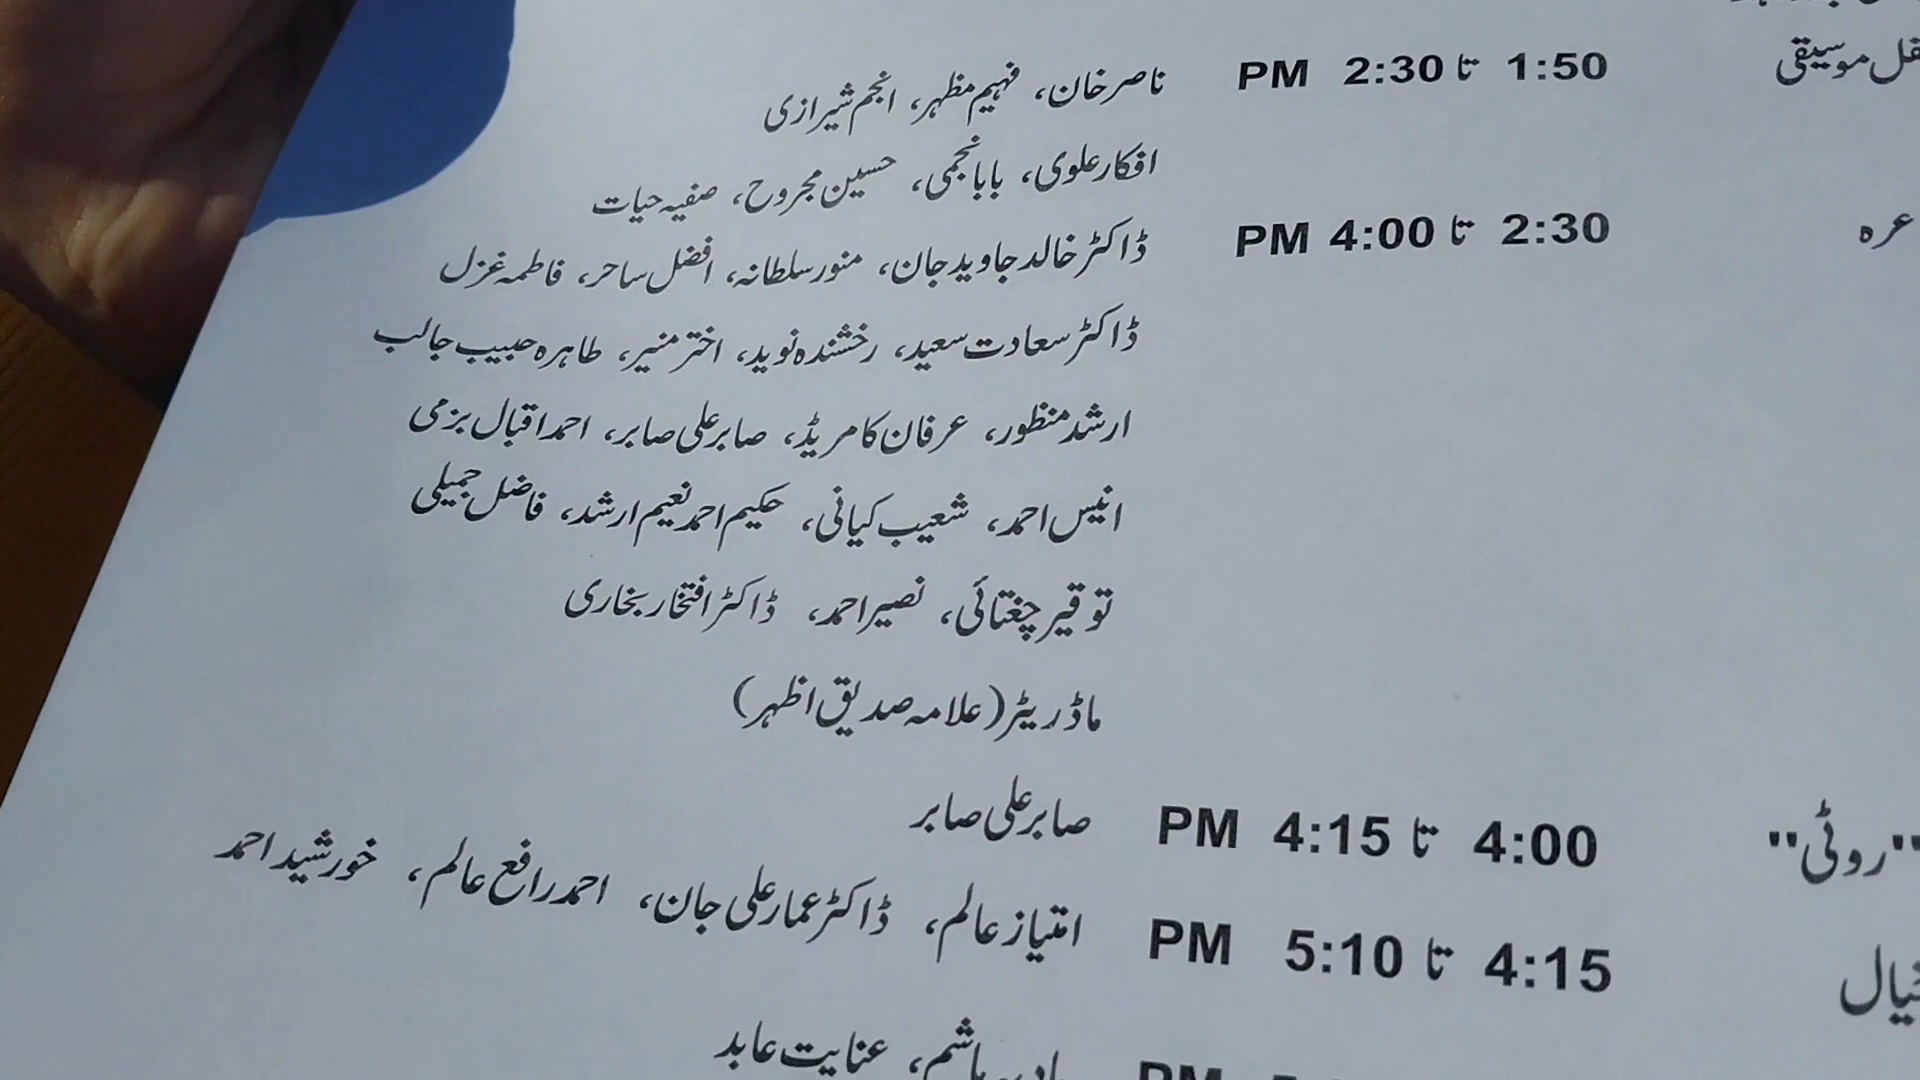 موسیقی 1:50 تا 2:30 PM ناصر خان، فہیم مظہر، انجم شیرازی
افکار علوی، بابا نجمی، حسین مجروح، صفیہ حیات
2:30 تا 4:00 PM ڈاکٹر خالد جاوید جان، منور سلطانہ، افضل ساحر، فاطمہ غزل
ڈاکٹر سعادت سعید، رخشندہ نوید، اختر منیر، طاہرہ حبیب جالب
ارشد منظور، عرفان کامریڈ، صابر علی صابر، احمد اقبال بزمی
انیس احمد، شعیب کیانی، حکیم احمد نعیم ارشد، فاضل جمیلی
توقیر چغتائی، نصیر احمد، ڈاکٹر افتخار بخاری
ماڈریٹر (علامہ صدیق اظہر)
"روٹی" 4:00 تا 4:15 PM صابر علی صابر
4:15 تا 5:10 PM امتیاز عالم، ڈاکٹر عمار علی جان، احمد رافع عالم، خورشید احمد
PM ہاشم، عنایت عابد